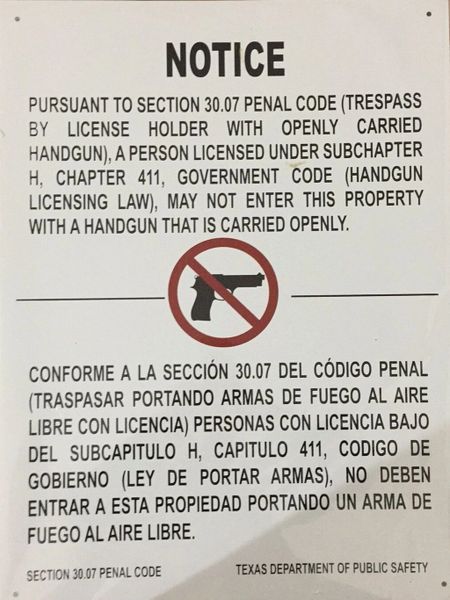 NOTICE
PURSUANT TO SECTION 30.07 PENAL CODE (TRESPASS
BY LICENSE HOLDER WITH OPENLY CARRIED
HANDGUN), A PERSON LICENSED UNDER SUBCHAPTER
H, CHAPTER 411, GOVERNMENT CODE (HANDGUN
LICENSING LAW), MAY NOT ENTER THIS PROPERTY
WITH A HANDGUN THAT IS CARRIED OPENLY.
CONFORME A LA SECCIÓN 30.07 DEL CÓDIGO PENAL
(TRASPASAR PORTANDO ARMAS DE FUEGO AL AIRE
LIBRE CON LICENCIA) PERSONAS CON LICENCIA BAJO
DEL SUBCAPITULO H, CAPITULO 411, CODIGO DE
GOBIERNO (LEY DE PORTAR ARMAS), NO DEBEN
ENTRAR A ESTA PROPIEDAD PORTANDO UN ARMA DE
FUEGO AL AIRE LIBRE.
SECTION 30.07 PENAL CODE TEXAS DEPARTMENT OF PUBLIC SAFETY